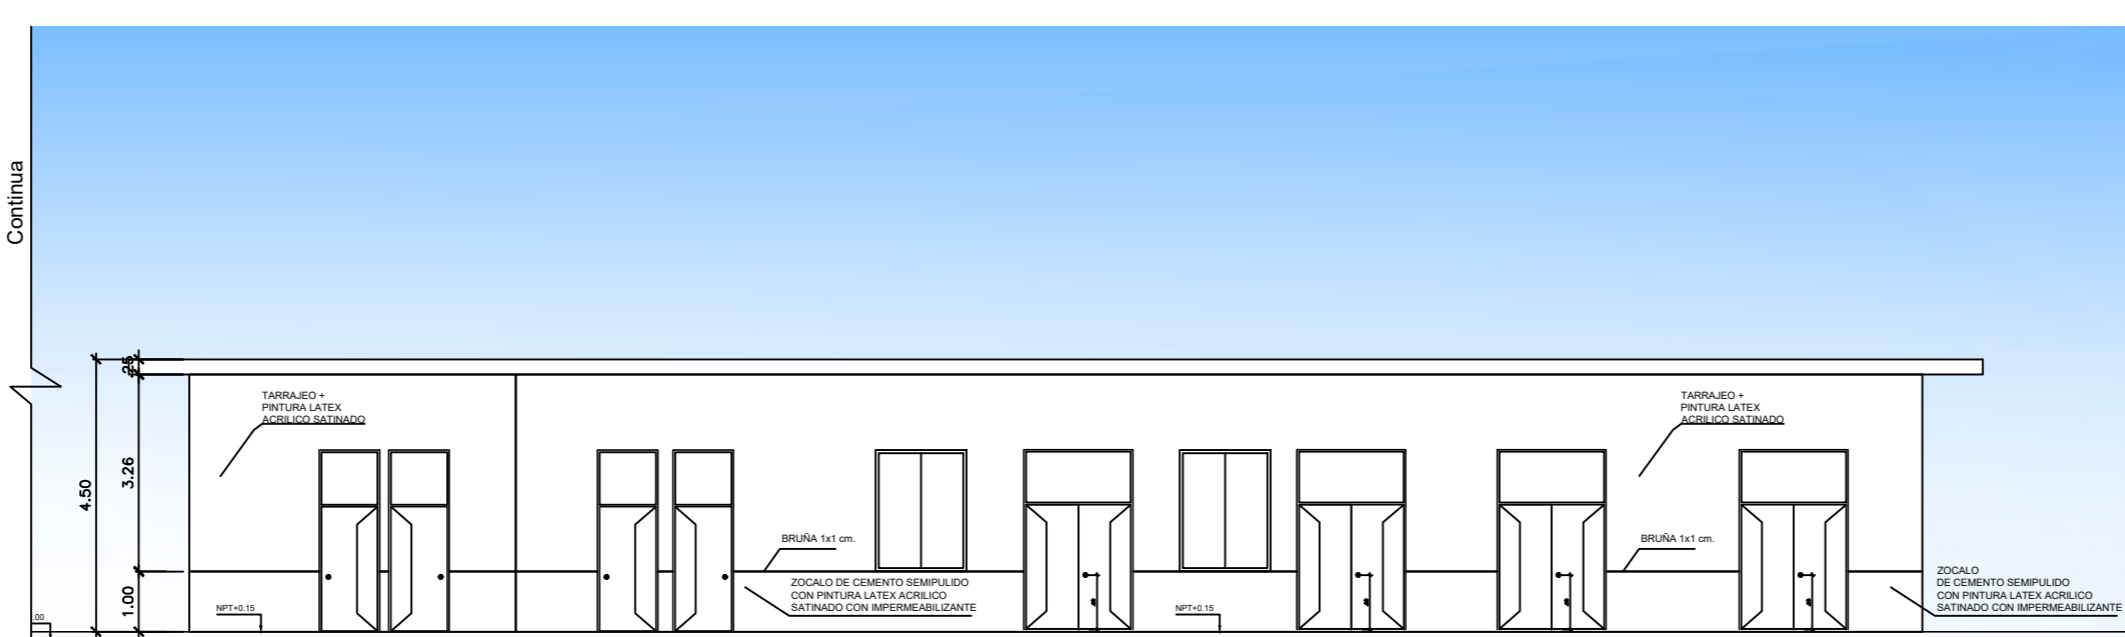 Continua
4.50
.25
3.26
1.00
.00
TARRAJEO +
PINTURA LATEX
ACRILICO SATINADO
NPT+0.15
BRUÑA 1x1 cm.
ZOCALO DE CEMENTO SEMIPULIDO
CON PINTURA LATEX ACRILICO
SATINADO CON IMPERMEABILIZANTE
NPT+0.15
TARRAJEO +
PINTURA LATEX
ACRILICO SATINADO
BRUÑA 1x1 cm.
ZOCALO
DE CEMENTO SEMIPULIDO
CON PINTURA LATEX ACRILICO
SATINADO CON IMPERMEABILIZANTE